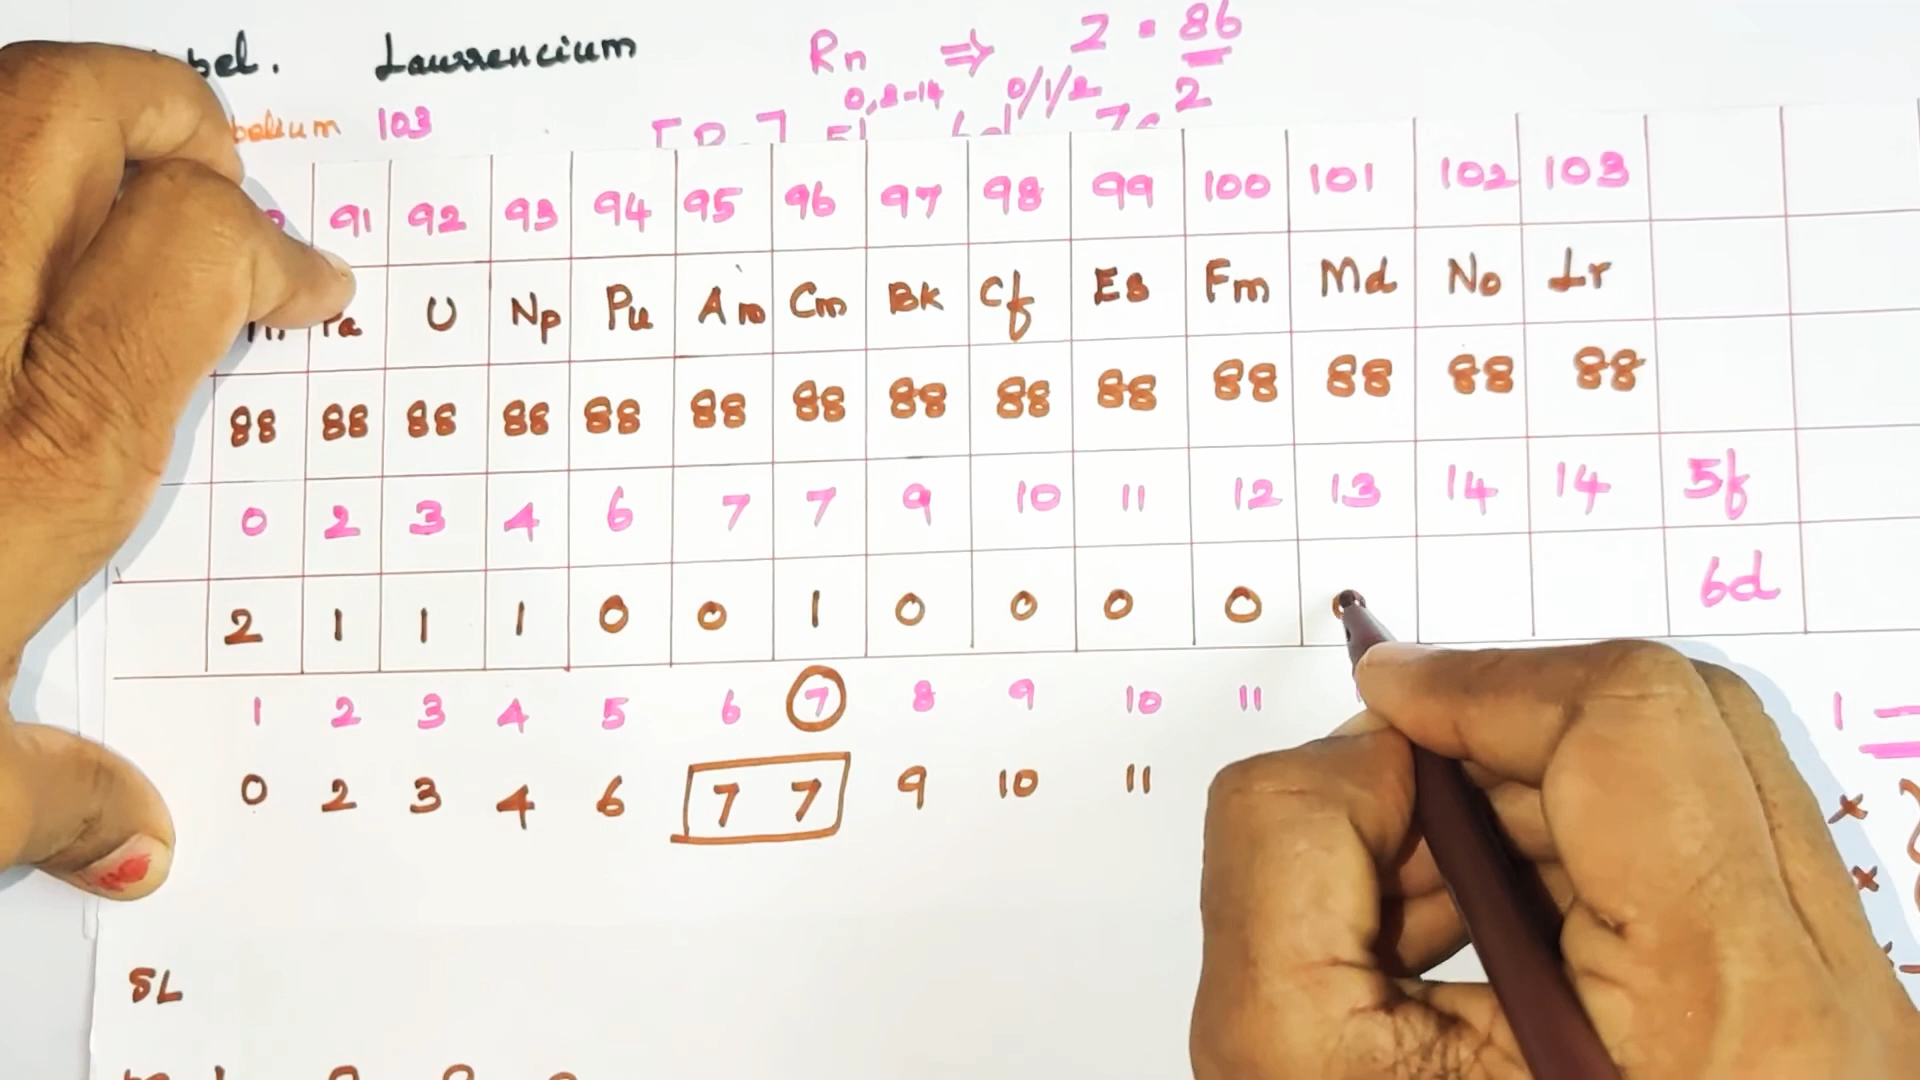 bel. Lawrencium Rn ⇒ Z = 86
belium 103 0,2-14 0/1/2 2
91 92 93 94 95 96 97 98 99 100 101 102 103
Pa U Np Pu Am Cm Bk Cf Es Fm Md No Lr
88 88 88 88 88 88 88 88 88 88 88 88 88 88
0 2 3 4 6 7 7 9 10 11 12 13 14 14 5f
2 1 1 1 0 0 1 0 0 0 0 0 6d
1 2 3 4 5 6 7 8 9 10 11 1
0 2 3 4 6 7 7 9 10 11 ×
×
SL